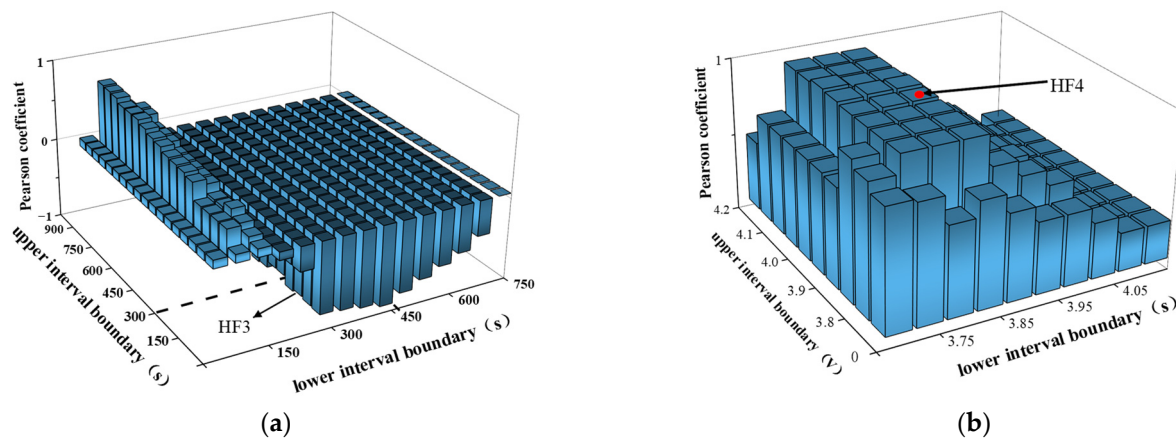 1
0
−1
Pearson coefficient
900
750
600
450
300
150
upper interval boundary (s)
HF3
150
300
450
600
750
lower interval boundary (s)
(a)
1
Pearson coefficient
HF4
4.2
4.1
4.0
3.9
3.8
0
upper interval boundary (V)
3.75
3.85
3.95
4.05
lower interval boundary (s)
(b)